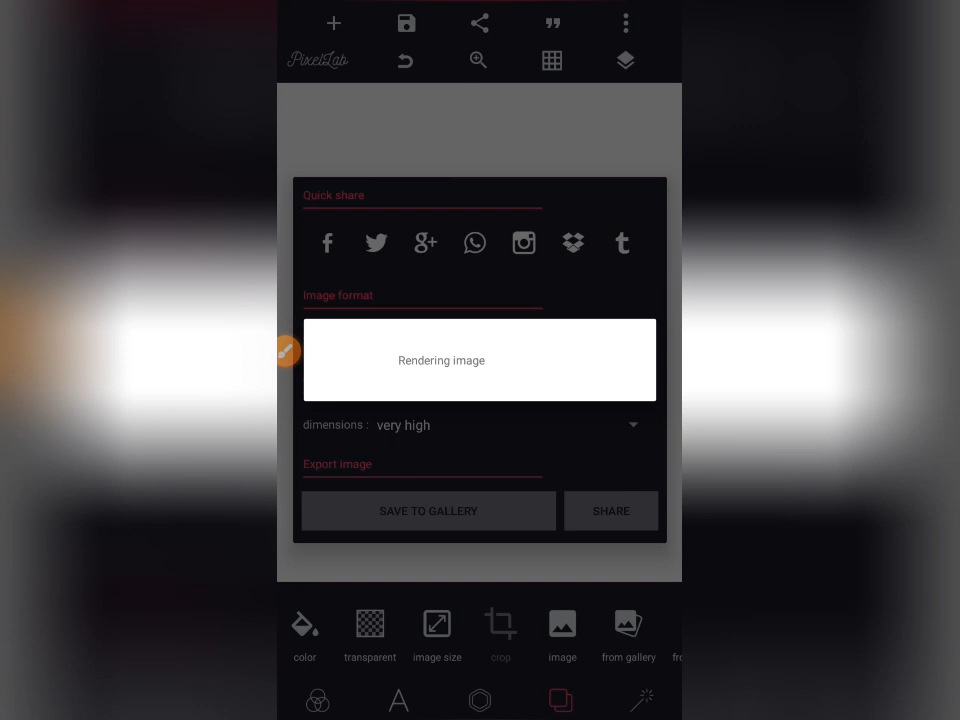 PixelLab
Quick share
Image format
Rendering image
dimensions : very high
Export image
SAVE TO GALLERY SHARE
color transparent image size crop image from gallery fro